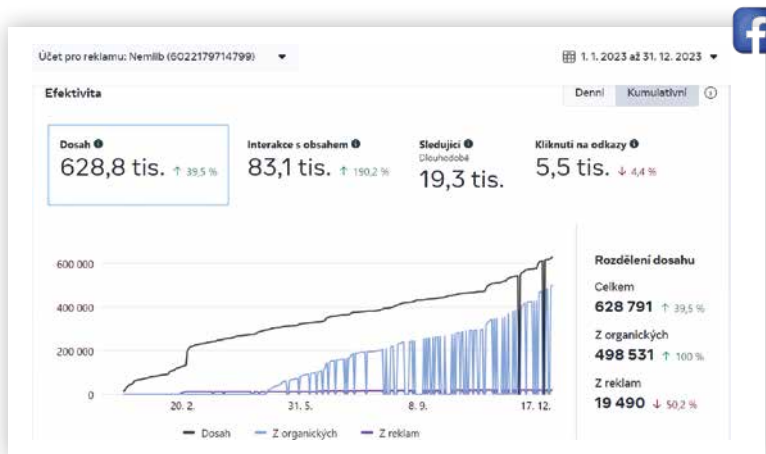 Účet pro reklamu: Nemlib (6022179714799)
1. 1. 2023 až 31. 12. 2023
Efektivita
Denní Kumulativní
Dosah
628,8 tis. ↑ 39,5 %
Interakce s obsahem
83,1 tis. ↑ 190,2 %
Sledující
Dlouhodobě
19,3 tis.
Kliknutí na odkazy
5,5 tis. ↓ 4,4 %
600 000
400 000
200 000
0
20. 2. 31. 5. 8. 9. 17. 12.
Dosah Z organických Z reklam
Rozdělení dosahu
Celkem
628 791 ↑ 39,5 %
Z organických
498 531 ↑ 100 %
Z reklam
19 490 ↓ 50,2 %